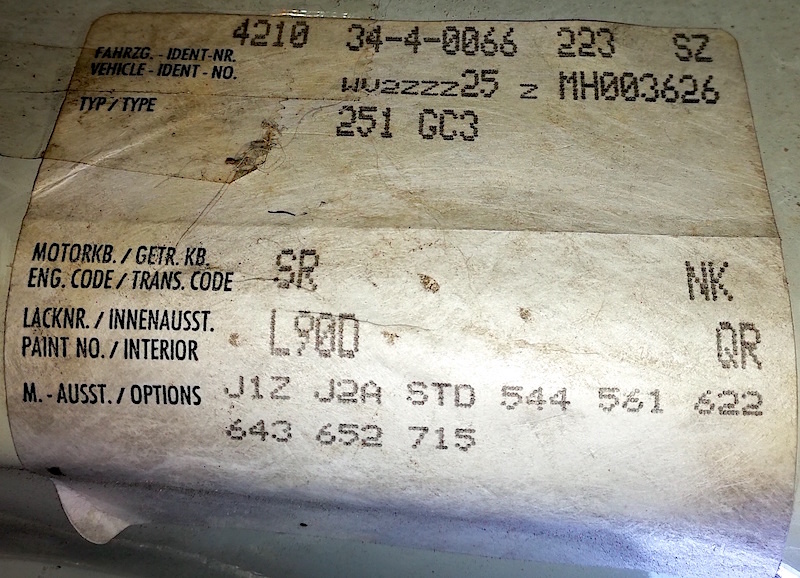 4210 34-4-0066 223 SZ
FAHRZG. - IDENT-NR.
VEHICLE - IDENT - NO. WV2ZZZ25 Z MH003626
TYP / TYPE 251 GC3
MOTORKB. / GETR. KB.
ENG. CODE / TRANS. CODE SR NK
LACKNR. / INNENAUSST.
PAINT NO. / INTERIOR L90D QR
M. - AUSST. / OPTIONS J1Z J2A STD 544 561 622
643 652 715